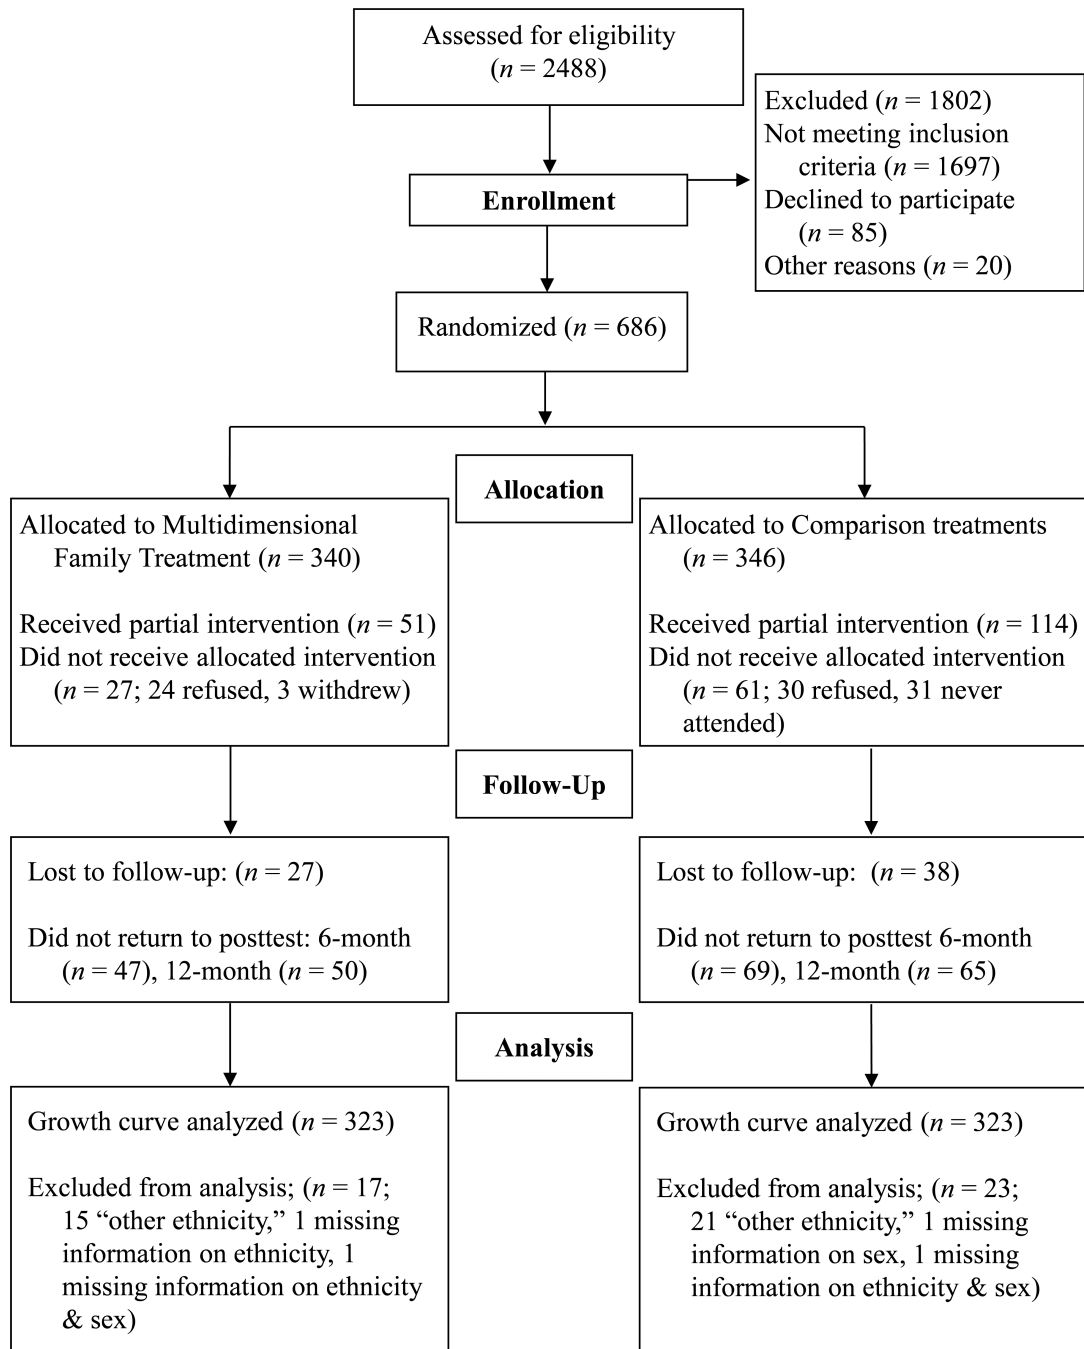 Assessed for eligibility
(n = 2488)
Excluded (n = 1802)
Not meeting inclusion
criteria (n = 1697)
Declined to participate
(n = 85)
Other reasons (n = 20)
Enrollment
Randomized (n = 686)
Allocation
Allocated to Multidimensional
Family Treatment (n = 340)
Received partial intervention (n = 51)
Did not receive allocated intervention
(n = 27; 24 refused, 3 withdrew)
Allocated to Comparison treatments
(n = 346)
Received partial intervention (n = 114)
Did not receive allocated intervention
(n = 61; 30 refused, 31 never
attended)
Follow-Up
Lost to follow-up: (n = 27)
Did not return to posttest: 6-month
(n = 47), 12-month (n = 50)
Lost to follow-up:  (n = 38)
Did not return to posttest 6-month
(n = 69), 12-month (n = 65)
Analysis
Growth curve analyzed (n = 323)
Excluded from analysis; (n = 17;
15 “other ethnicity,” 1 missing
information on ethnicity, 1
missing information on ethnicity
& sex)
Growth curve analyzed (n = 323)
Excluded from analysis; (n = 23;
21 “other ethnicity,” 1 missing
information on sex, 1 missing
information on ethnicity & sex)